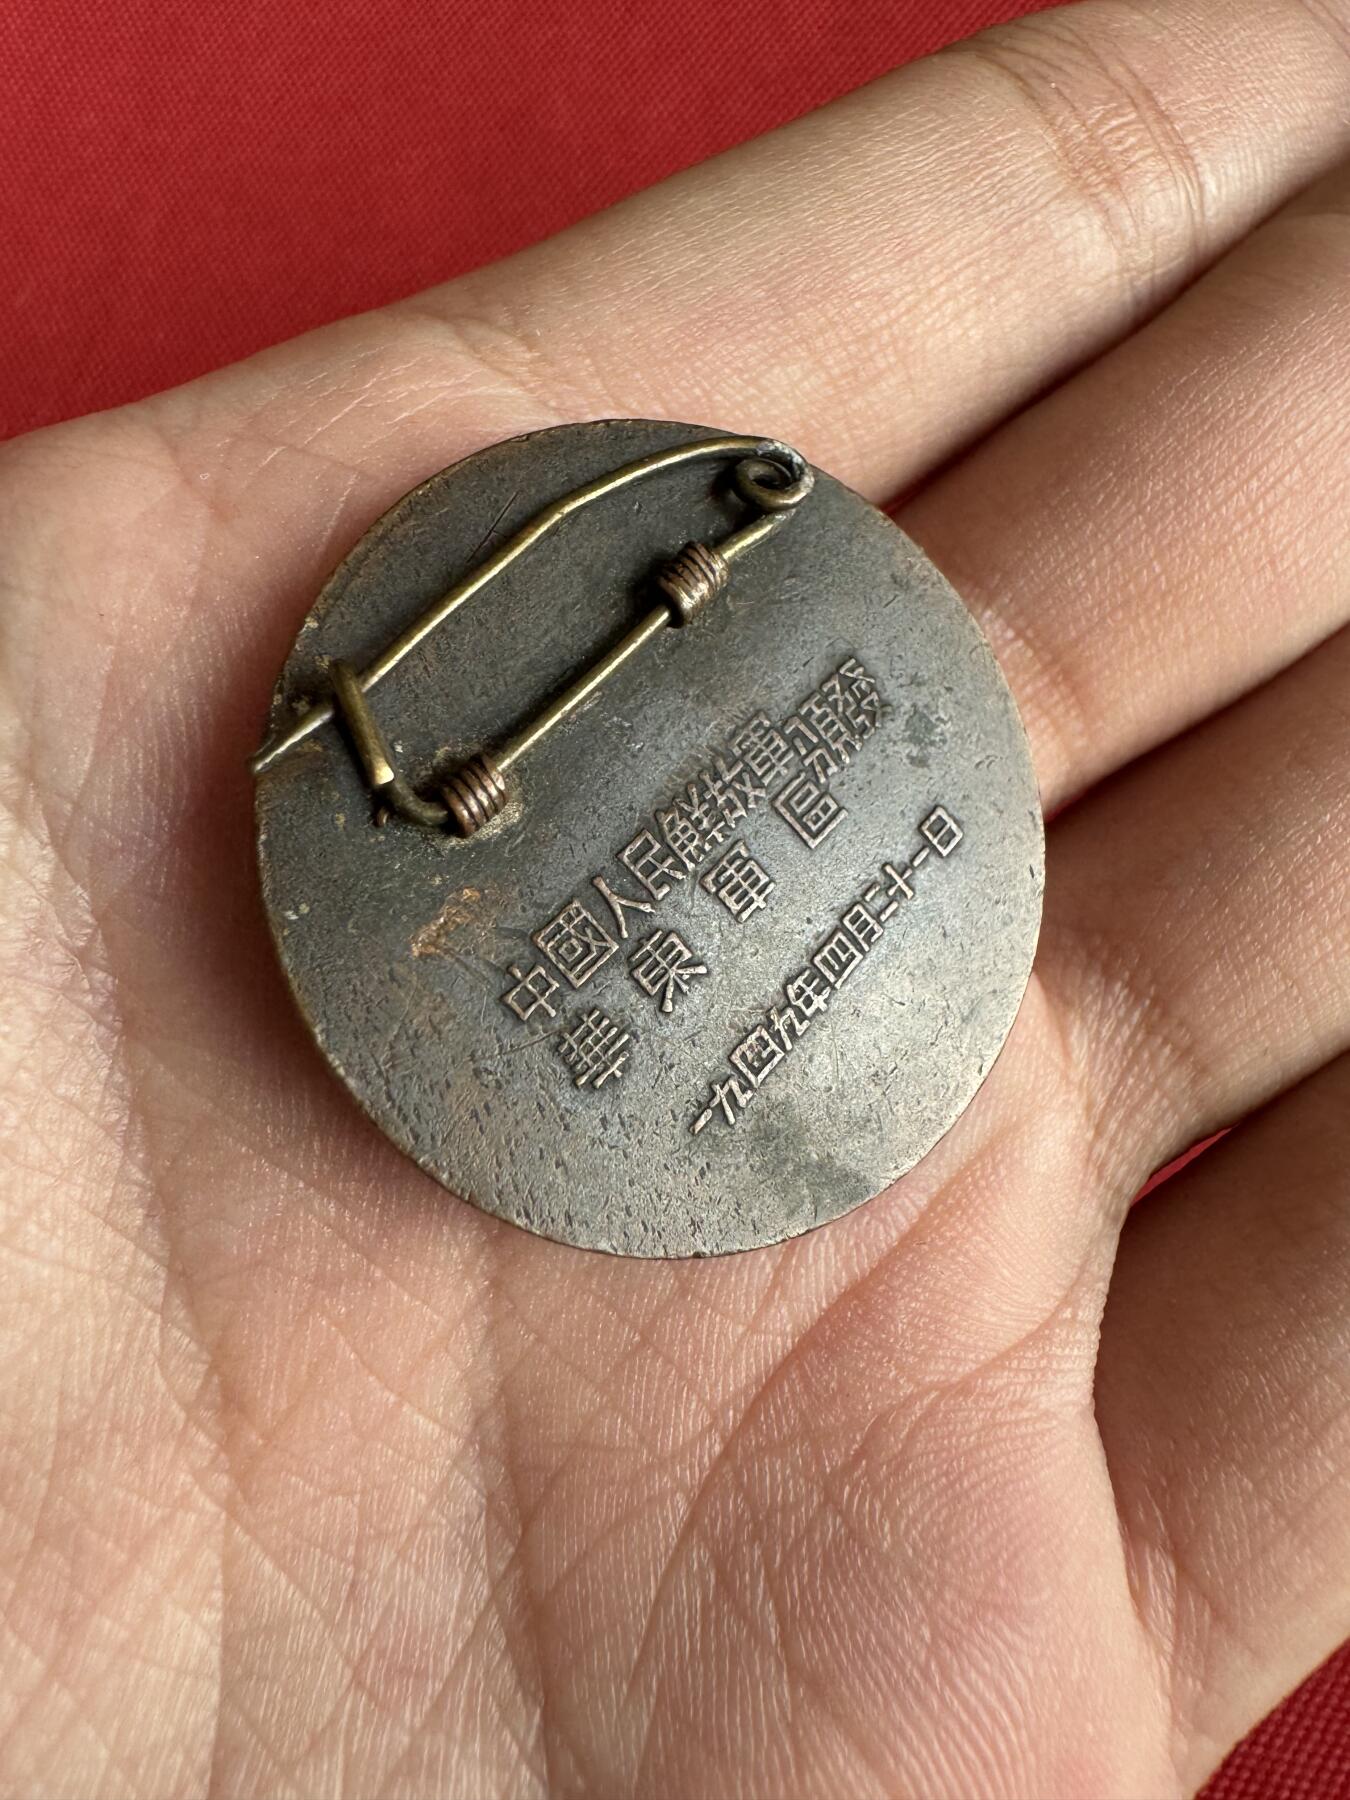 中國人民解放軍頒發
華東軍區
一九四九年四月二十一日